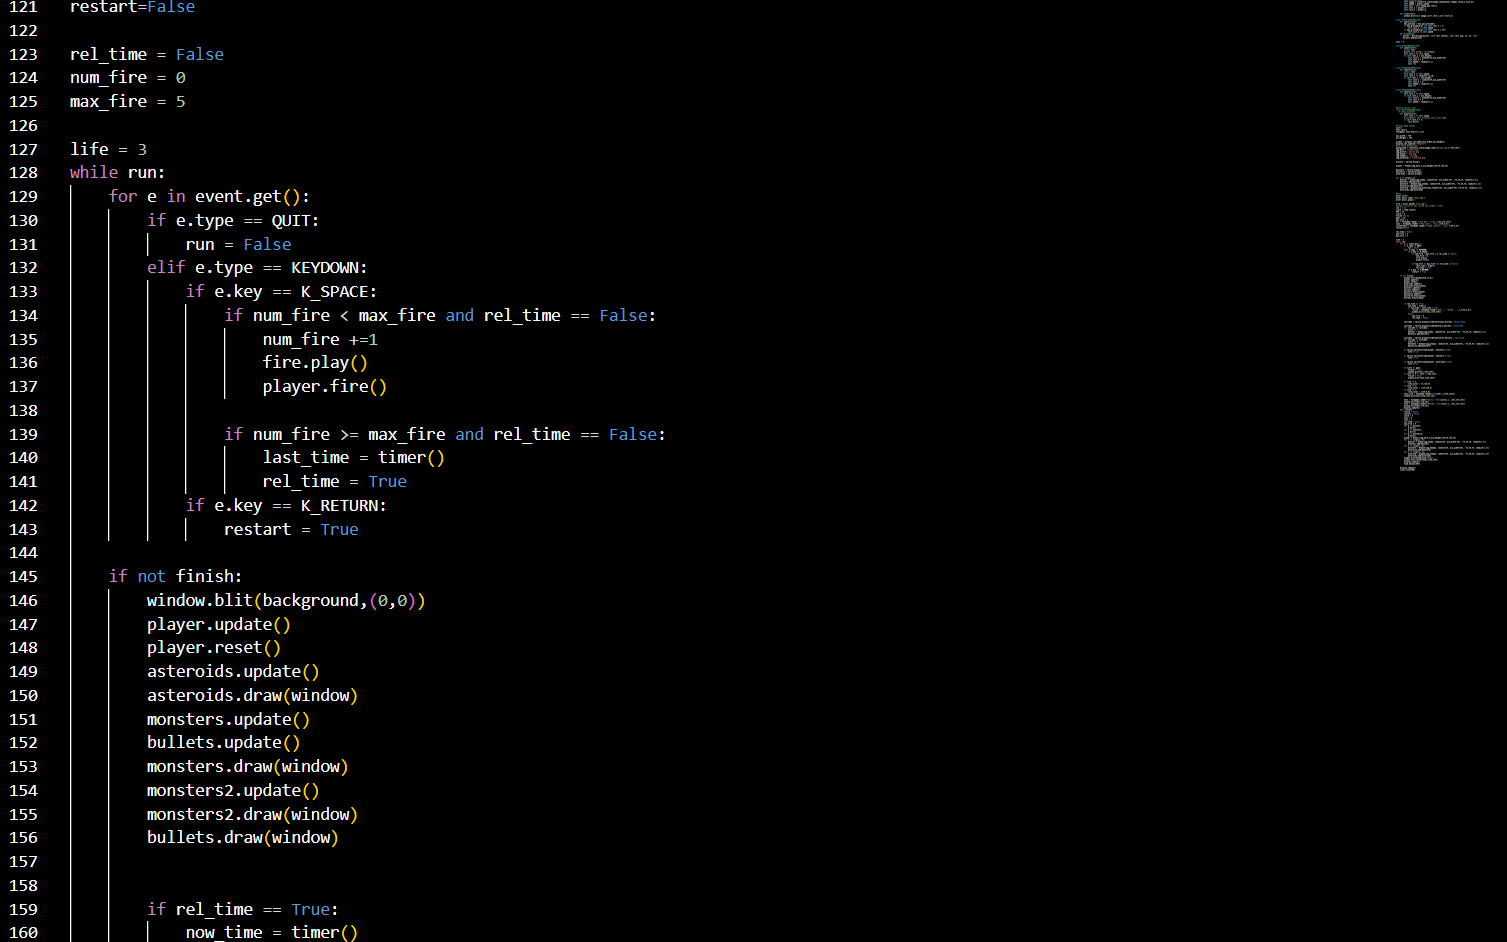 121 restart=False
122
123 rel_time = False
124 num_fire = 0
125 max_fire = 5
126
127 life = 3
128 while run:
129     for e in event.get():
130         if e.type == QUIT:
131             run = False
132         elif e.type == KEYDOWN:
133             if e.key == K_SPACE:
134                 if num_fire < max_fire and rel_time == False:
135                     num_fire +=1
136                     fire.play()
137                     player.fire()
138
139                 if num_fire >= max_fire and rel_time == False:
140                     last_time = timer()
141                     rel_time = True
142             if e.key == K_RETURN:
143                 restart = True
144
145     if not finish:
146         window.blit(background,(0,0))
147         player.update()
148         player.reset()
149         asteroids.update()
150         asteroids.draw(window)
151         monsters.update()
152         bullets.update()
153         monsters.draw(window)
154         monsters2.update()
155         monsters2.draw(window)
156         bullets.draw(window)
157
158
159         if rel_time == True:
160             now_time = timer()